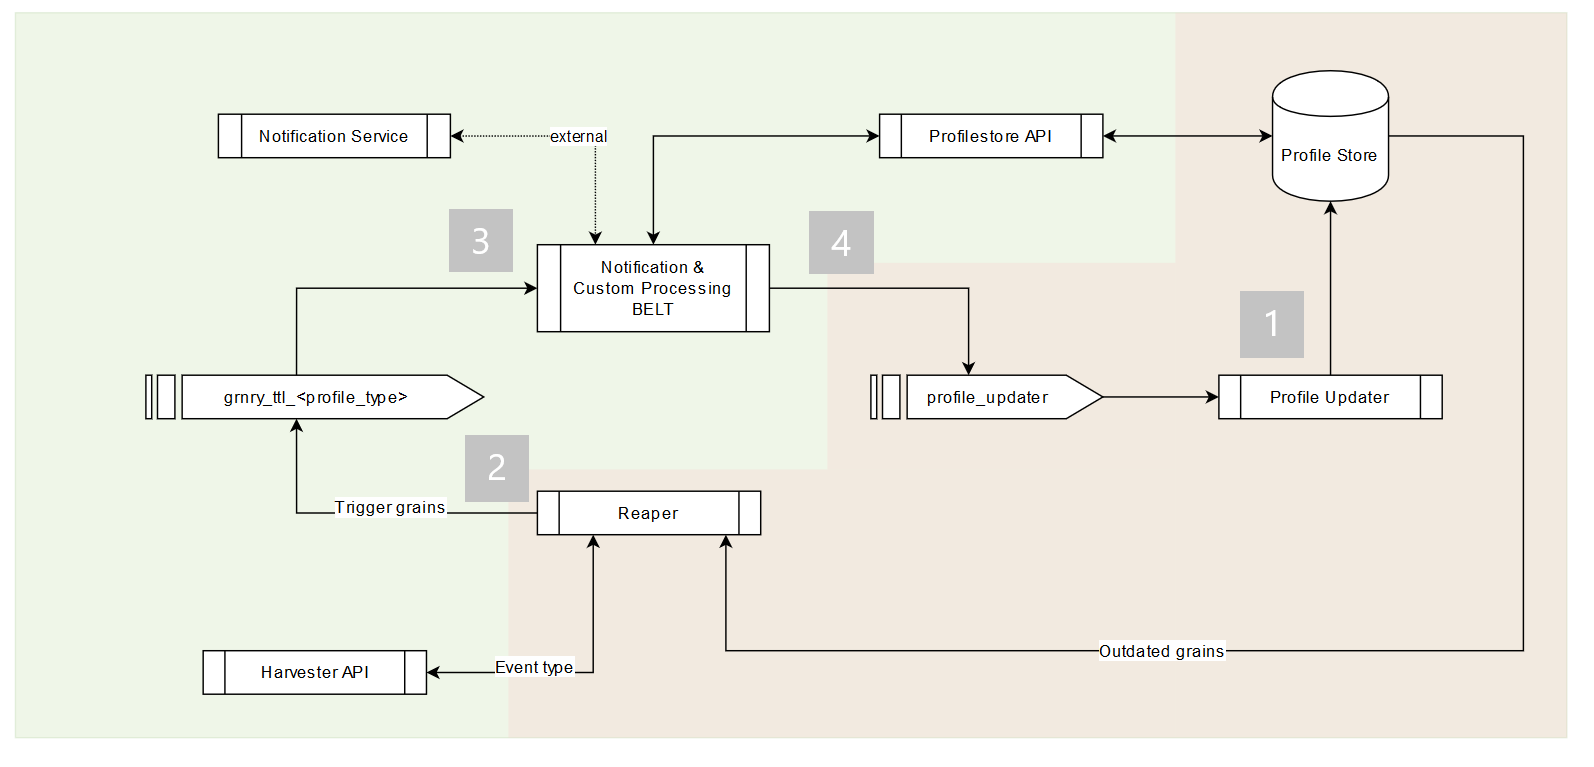 Notification Service
external
Profilestore API
Profile Store
3
4
Notification &
Custom Processing
BELT
1
grnry_ttl_<profile_type>
profile_updater
Profile Updater
2
Trigger grains
Reaper
Harvester API
Event type
Outdated grains